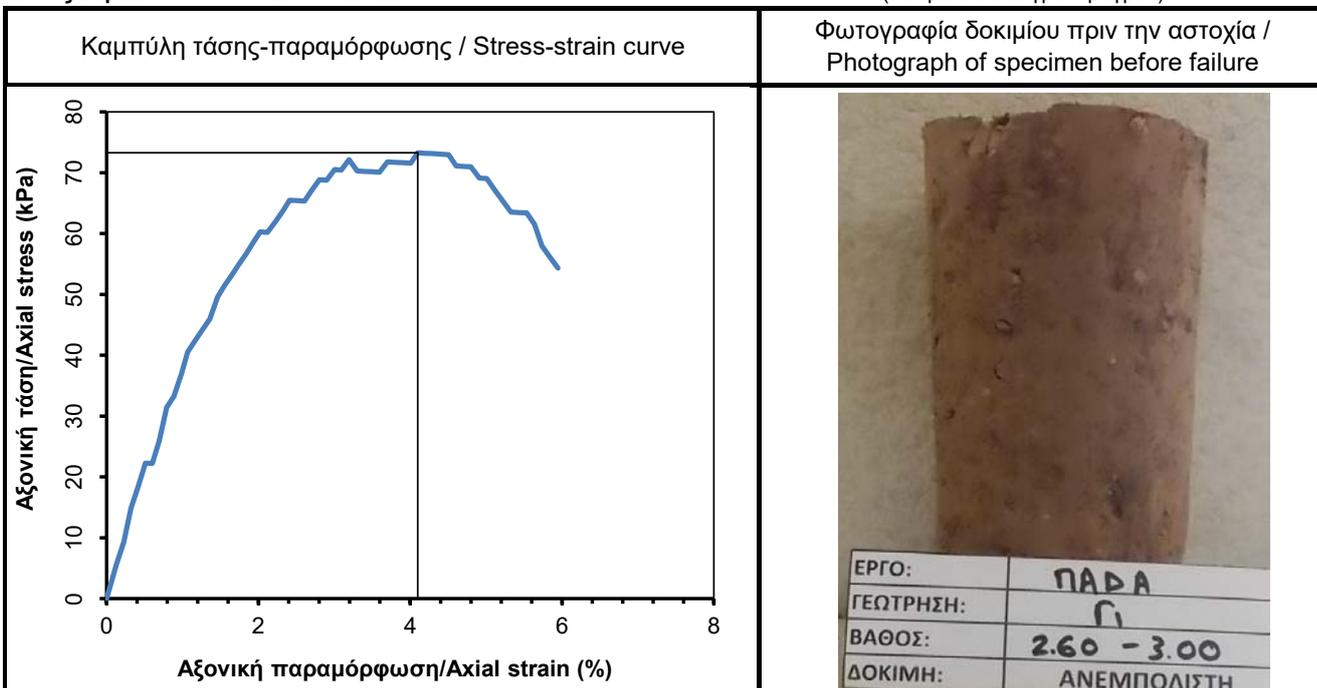 Καμπύλη τάσης-παραμόρφωσης / Stress-strain curve
Φωτογραφία δοκιμίου πριν την αστοχία /
Photograph of specimen before failure
Αξονική τάση/Axial stress (kPa)
80
70
60
50
40
30
20
10
0
0 2 4 6 8
Αξονική παραμόρφωση/Axial strain (%)
ΕΡΓΟ: ΠΑΔΑ
ΓΕΩΤΡΗΣΗ: Γ1
ΒΑΘΟΣ: 2.60 - 3.00
ΔΟΚΙΜΗ: ΑΝΕΜΠΟΔΙΣΤΗ